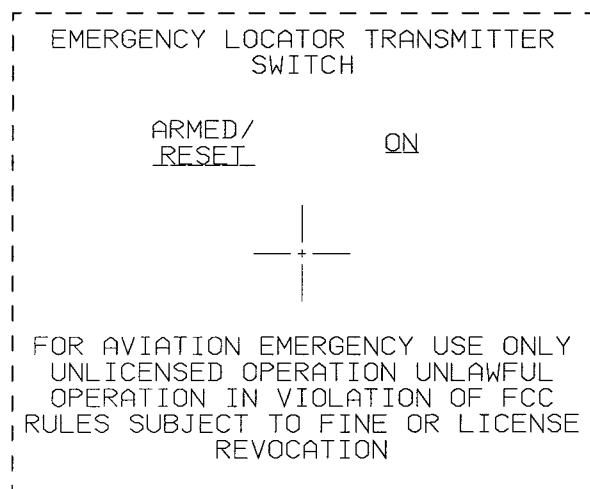 EMERGENCY LOCATOR TRANSMITTER
SWITCH
ARMED/
RESET
ON
FOR AVIATION EMERGENCY USE ONLY
UNLICENSED OPERATION UNLAWFUL
OPERATION IN VIOLATION OF FCC
RULES SUBJECT TO FINE OR LICENSE
REVOCATION